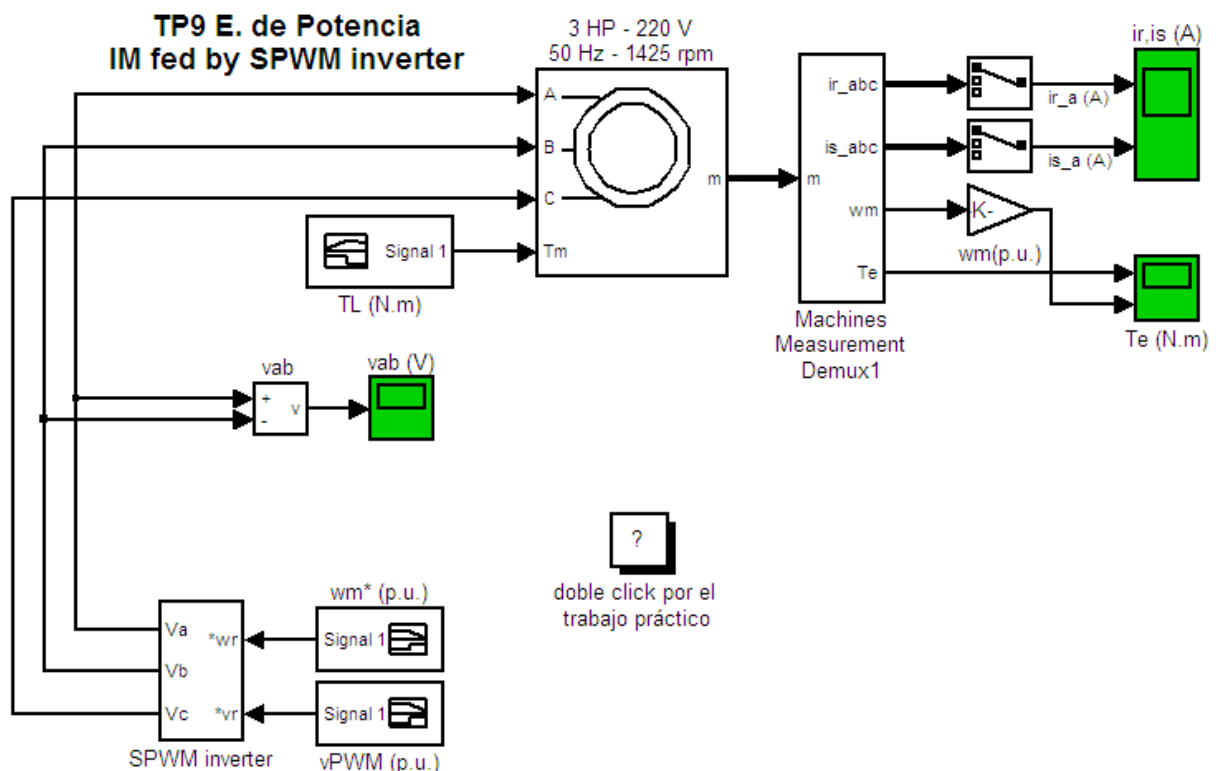 TP9 E. de Potencia
IM fed by SPWM inverter
3 HP - 220 V
50 Hz - 1425 rpm
ir,is (A)
A
B
C
Tm
m
m
ir_abc
is_abc
wm
Te
ir_a (A)
is_a (A)
K-
wm(p.u.)
Te (N.m)
Machines
Measurement
Demux1
Signal 1
TL (N.m)
vab
+
-
v
vab (V)
?
doble click por el
trabajo práctico
wm* (p.u.)
Va
Vb
Vc
*wr
*vr
Signal 1
Signal 1
SPWM inverter
vPWM (p.u.)